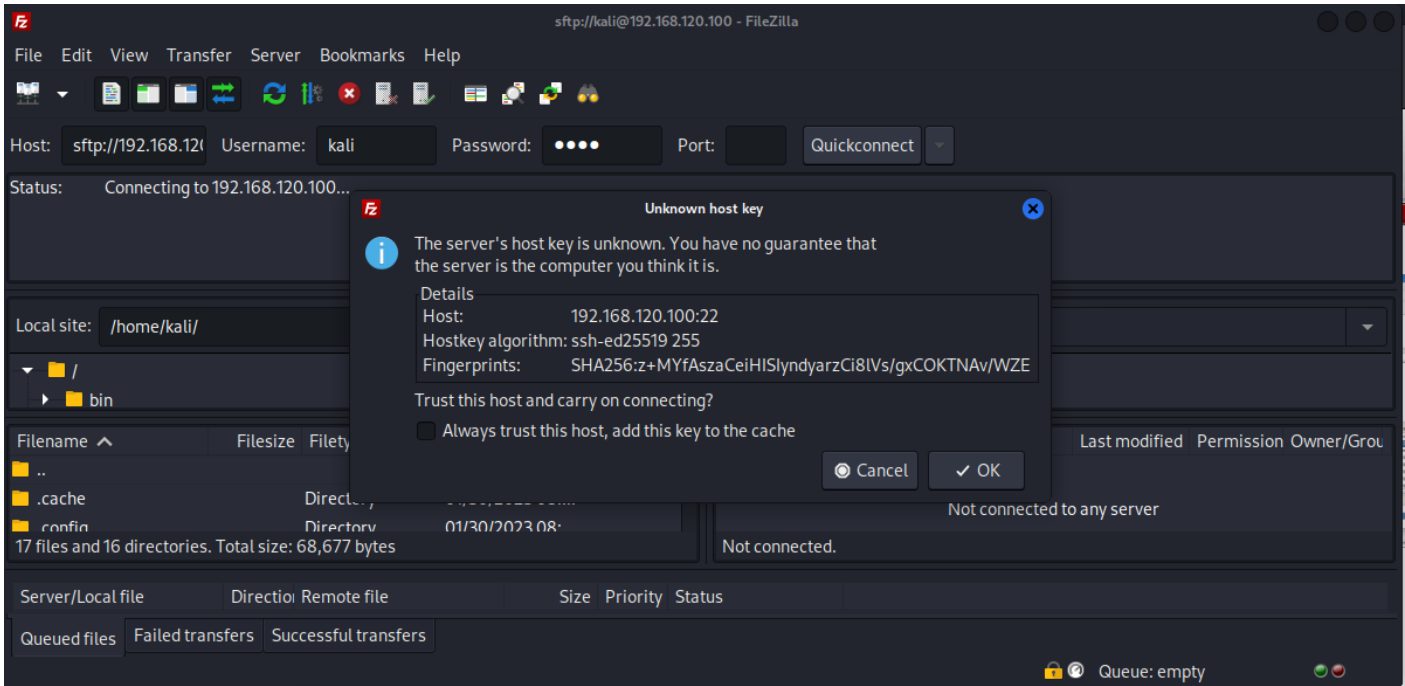 sftp://kali@192.168.120.100 - FileZilla
File Edit View Transfer Server Bookmarks Help
Host: sftp://192.168.12 Username: kali Password: •••• Port: Quickconnect
Status: Connecting to 192.168.120.100...
Unknown host key
The server's host key is unknown. You have no guarantee that
the server is the computer you think it is.
Details
Host: 192.168.120.100:22
Hostkey algorithm: ssh-ed25519 255
Fingerprints: SHA256:z+MYfAszaCeiHISlyndyarzCi8lVs/gxCOKTNAv/WZE
Trust this host and carry on connecting?
Always trust this host, add this key to the cache
Cancel OK
Local site: /home/kali/
/
bin
Filename Filesize Filety Last modified Permission Owner/Grou
..
.cache Direct
.config Directory 01/30/2023 08:
17 files and 16 directories. Total size: 68,677 bytes
Not connected to any server
Not connected.
Server/Local file Direction Remote file Size Priority Status
Queued files Failed transfers Successful transfers
Queue: empty